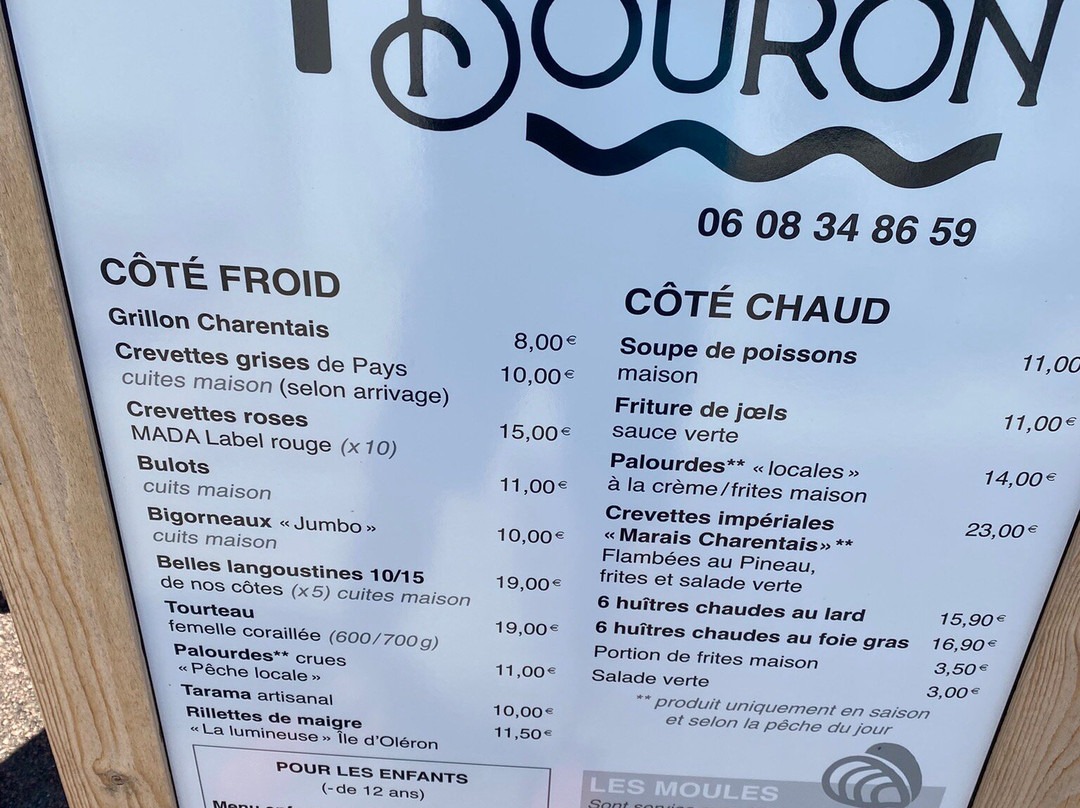 BOURON
06 08 34 86 59
CÔTÉ FROID
Grillon Charentais 8,00€
Crevettes grises de Pays 10,00€
cuites maison (selon arrivage)
Crevettes roses
MADA Label rouge (x 10) 15,00€
Bulots 11,00€
cuits maison
Bigorneaux « Jumbo » 10,00€
cuits maison
Belles langoustines 10/15 19,00€
de nos côtes (x 5) cuites maison
Tourteau 19,00€
femelle coraillée (600/700 g)
Palourdes** crues 11,00€
« Pêche locale »
Tarama artisanal 10,00€
Rillettes de maigre 11,50€
« La lumineuse » Île d'Oléron
POUR LES ENFANTS
(- de 12 ans)
Menu
CÔTÉ CHAUD
Soupe de poissons 11,00
maison
Friture de jœls 11,00€
sauce verte
Palourdes** « locales » 14,00€
à la crème / frites maison
Crevettes impériales 23,00€
« Marais Charentais» **
Flambées au Pineau,
frites et salade verte
6 huîtres chaudes au lard 15,90€
6 huîtres chaudes au foie gras 16,90€
Portion de frites maison 3,50€
Salade verte 3,00€
** produit uniquement en saison
et selon la pêche du jour
LES MOULES
Sont